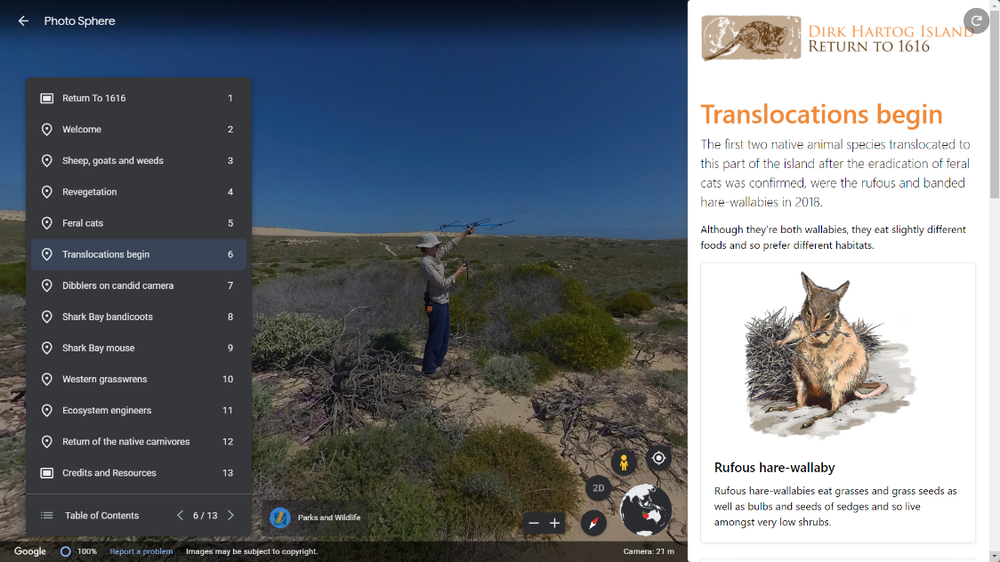 Photo Sphere
Return To 1616 1
Welcome 2
Sheep, goats and weeds 3
Revegetation 4
Feral cats 5
Translocations begin 6
Dibblers on candid camera 7
Shark Bay bandicoots 8
Shark Bay mouse 9
Western grasswrens 10
Ecosystem engineers 11
Return of the native carnivores 12
Credits and Resources 13
Table of Contents 6 / 13
Parks and Wildlife
2D
Google 100% Report a problem Images may be subject to copyright. Camera: 21 m
DIRK HARTOG ISLAND
RETURN TO 1616
Translocations begin
The first two native animal species translocated to
this part of the island after the eradication of feral
cats was confirmed, were the rufous and banded
hare-wallabies in 2018.
Although they're both wallabies, they eat slightly different
foods and so prefer different habitats.
Rufous hare-wallaby
Rufous hare-wallabies eat grasses and grass seeds as
well as bulbs and seeds of sedges and so live
amongst very low shrubs.